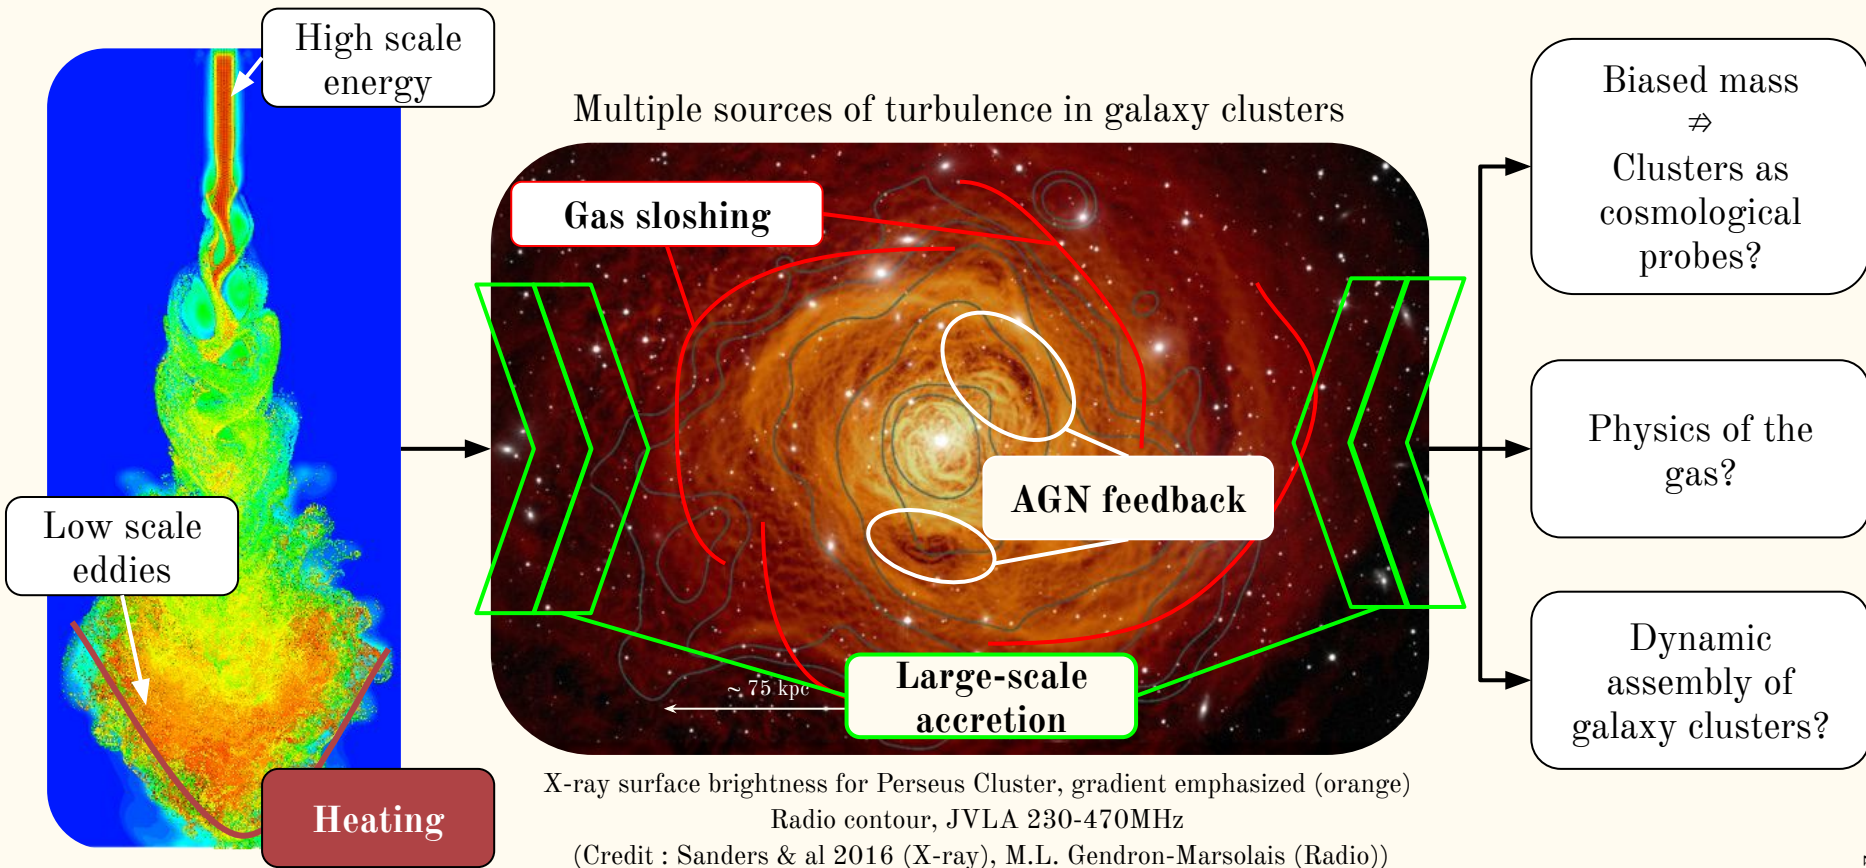 High scale
energy
Low scale
eddies
Heating
Multiple sources of turbulence in galaxy clusters
Gas sloshing
AGN feedback
Large-scale
accretion
~ 75 kpc
X-ray surface brightness for Perseus Cluster, gradient emphasized (orange)
Radio contour, JVLA 230-470MHz
(Credit : Sanders & al 2016 (X-ray), M.L. Gendron-Marsolais (Radio))
Biased mass
⇏
Clusters as
cosmological
probes?
Physics of the
gas?
Dynamic
assembly of
galaxy clusters?